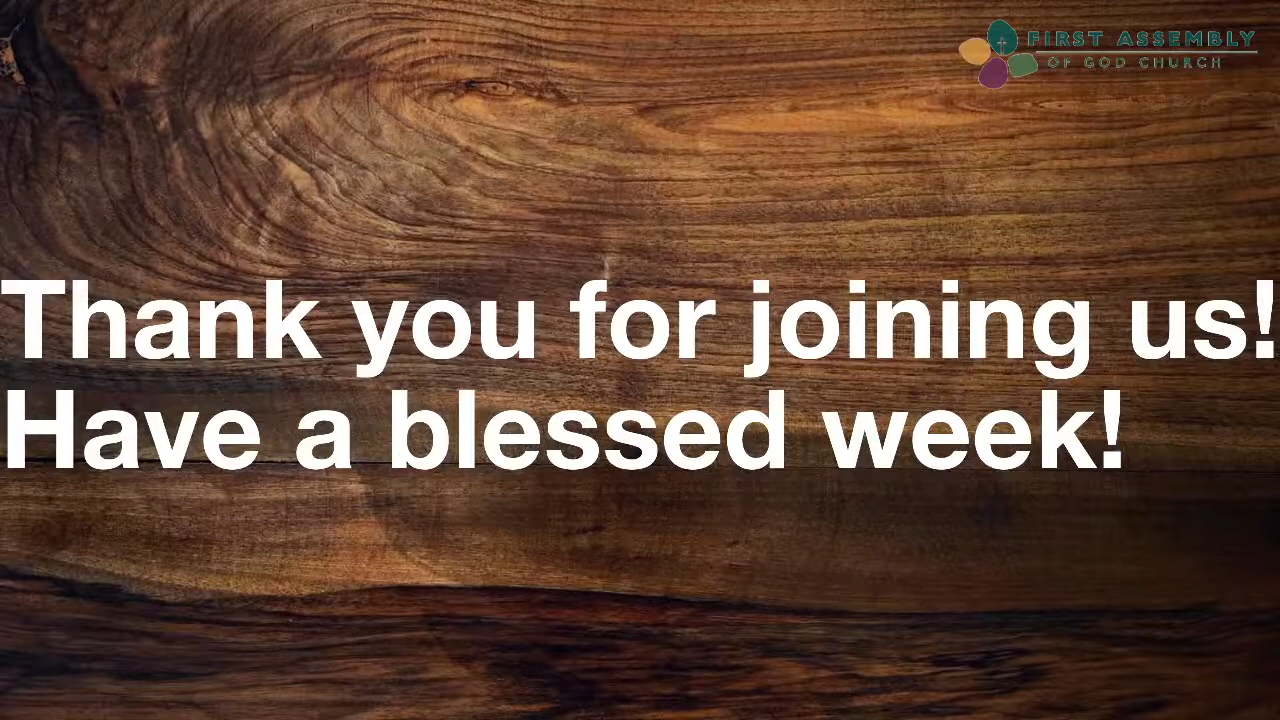 FIRST ASSEMBLY
OF GOD CHURCH
Thank you for joining us!
Have a blessed week!